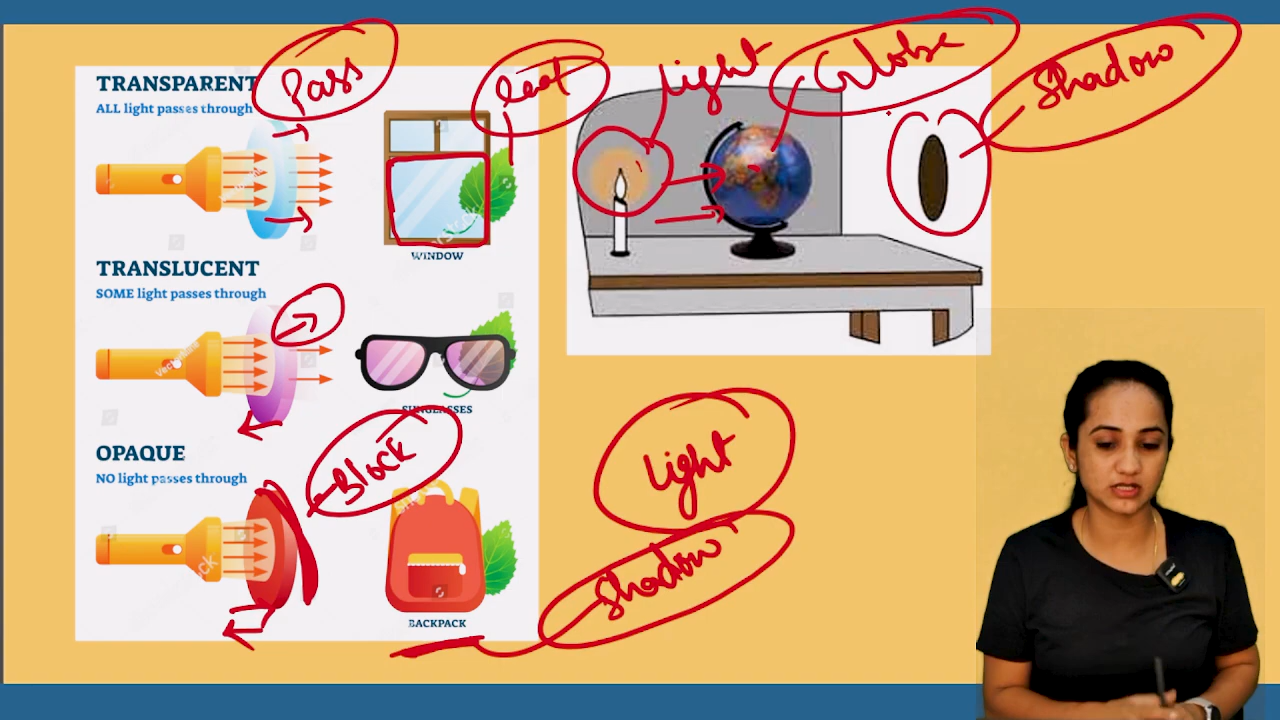 TRANSPARENT
ALL light passes through
Pass
leaf
WINDOW
TRANSLUCENT
SOME light passes through
SUNGLASSES
OPAQUE
NO light passes through
Block
BACKPACK
Light
Globe
Shadow
Light
Shadow